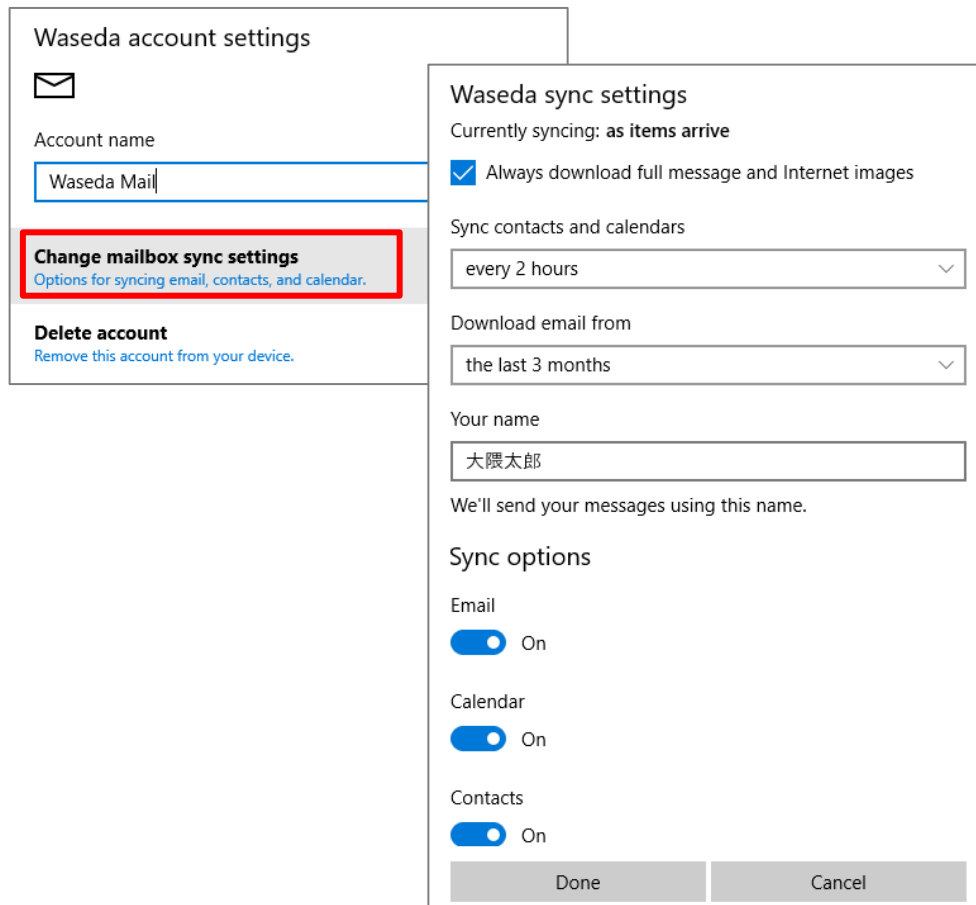 Waseda account settings
Account name
Waseda Mail
Change mailbox sync settings
Options for syncing email, contacts, and calendar.
Delete account
Remove this account from your device.
Waseda sync settings
Currently syncing: as items arrive
Always download full message and Internet images
Sync contacts and calendars
every 2 hours
Download email from
the last 3 months
Your name
大隈太郎
We'll send your messages using this name.
Sync options
Email
On
Calendar
On
Contacts
On
Done Cancel